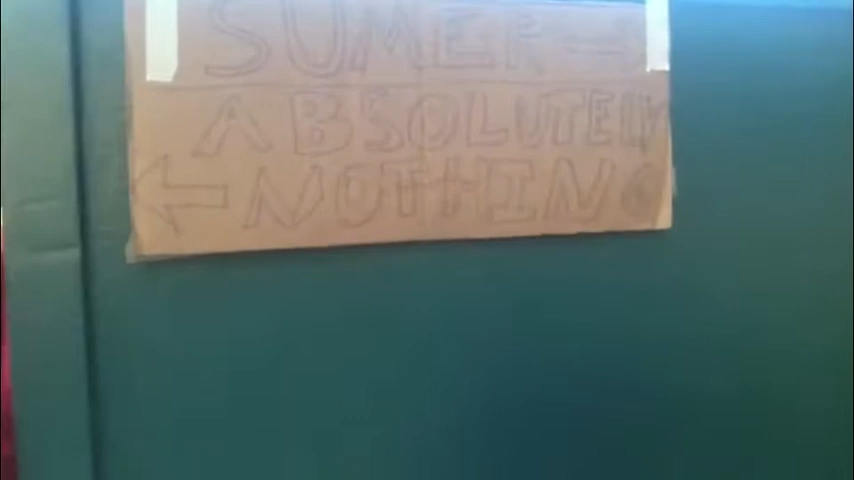 SUMER →
ABSOLUTELY
← NOTHING